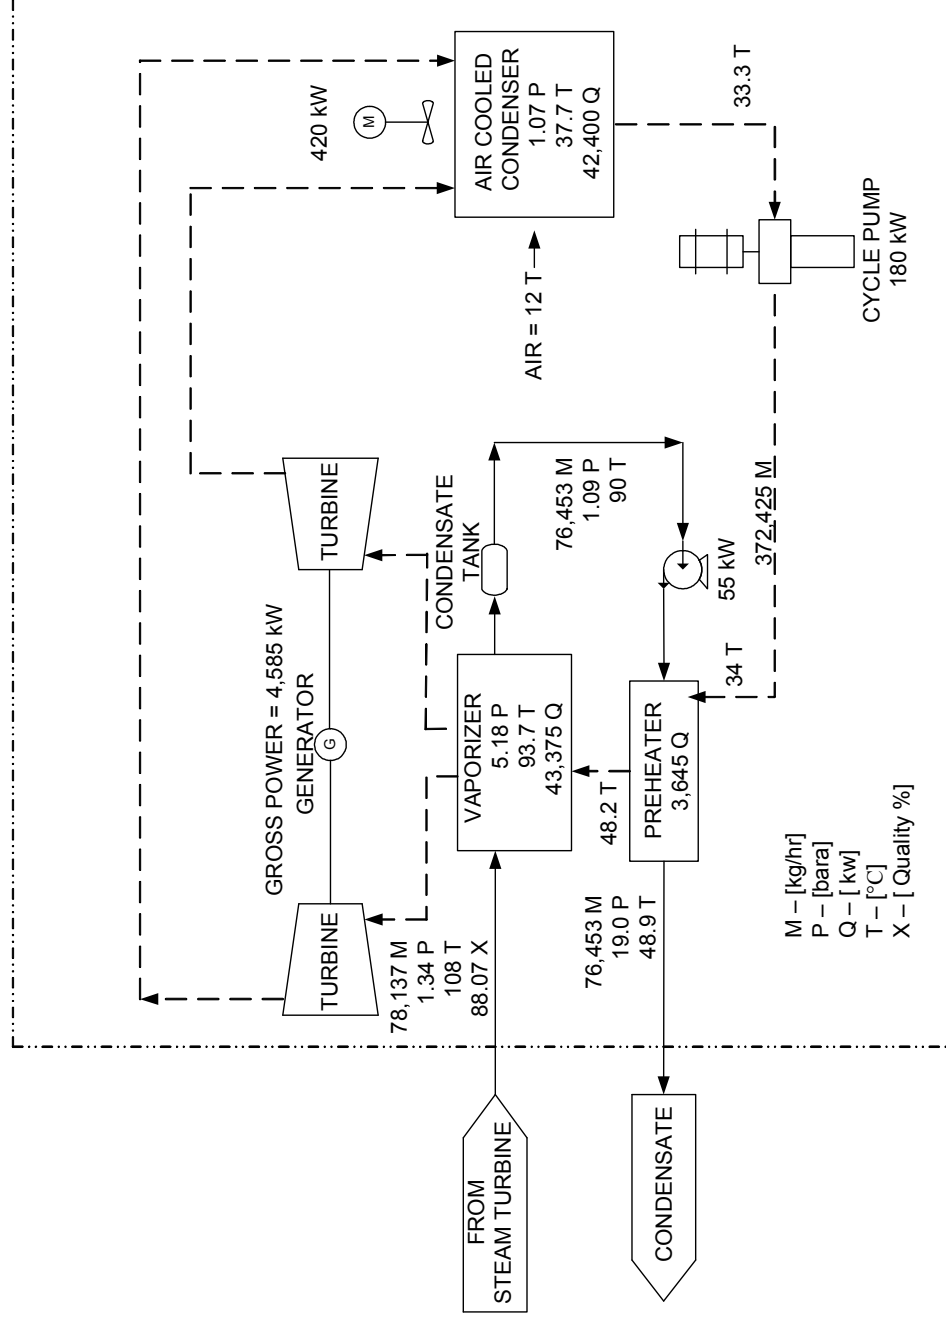 GROSS POWER = 4,585 kW
GENERATOR
G
TURBINE
TURBINE
420 kW
M
AIR COOLED
CONDENSER
1.07 P
37.7 T
42,400 Q
AIR = 12 T
33.3 T
78,137 M
1.34 P
108 T
88.07 X
VAPORIZER
5.18 P
93.7 T
43,375 Q
CONDENSATE
TANK
76,453 M
1.09 P
90 T
FROM
STEAM TURBINE
48.2 T
55 kW
CYCLE PUMP
180 kW
372,425 M
34 T
PREHEATER
3,645 Q
76,453 M
19.0 P
48.9 T
CONDENSATE
M – [kg/hr]
P – [bara]
Q – [ kw]
T – [°C]
X – [ Quality %]